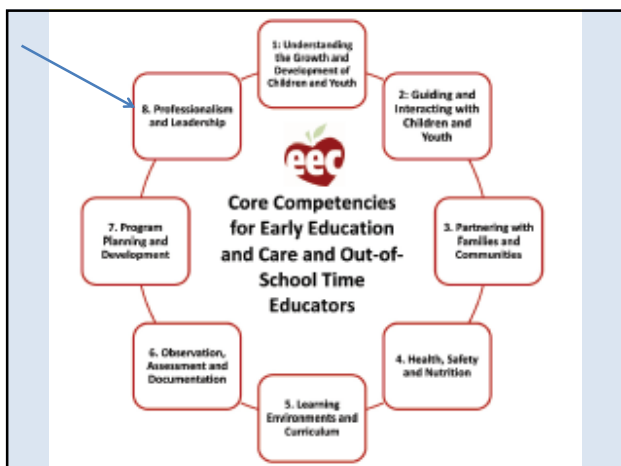 1: Understanding
the Growth and
Development of
Children and Youth
2: Guiding and
Interacting with
Children and
Youth
3. Partnering with
Families and
Communities
4. Health, Safety
and Nutrition
5. Learning
Environments and
Curriculum
6. Observation,
Assessment and
Documentation
7. Program
Planning and
Development
8. Professionalism
and Leadership
eec
Core Competencies
for Early Education
and Care and Out-of-
School Time
Educators